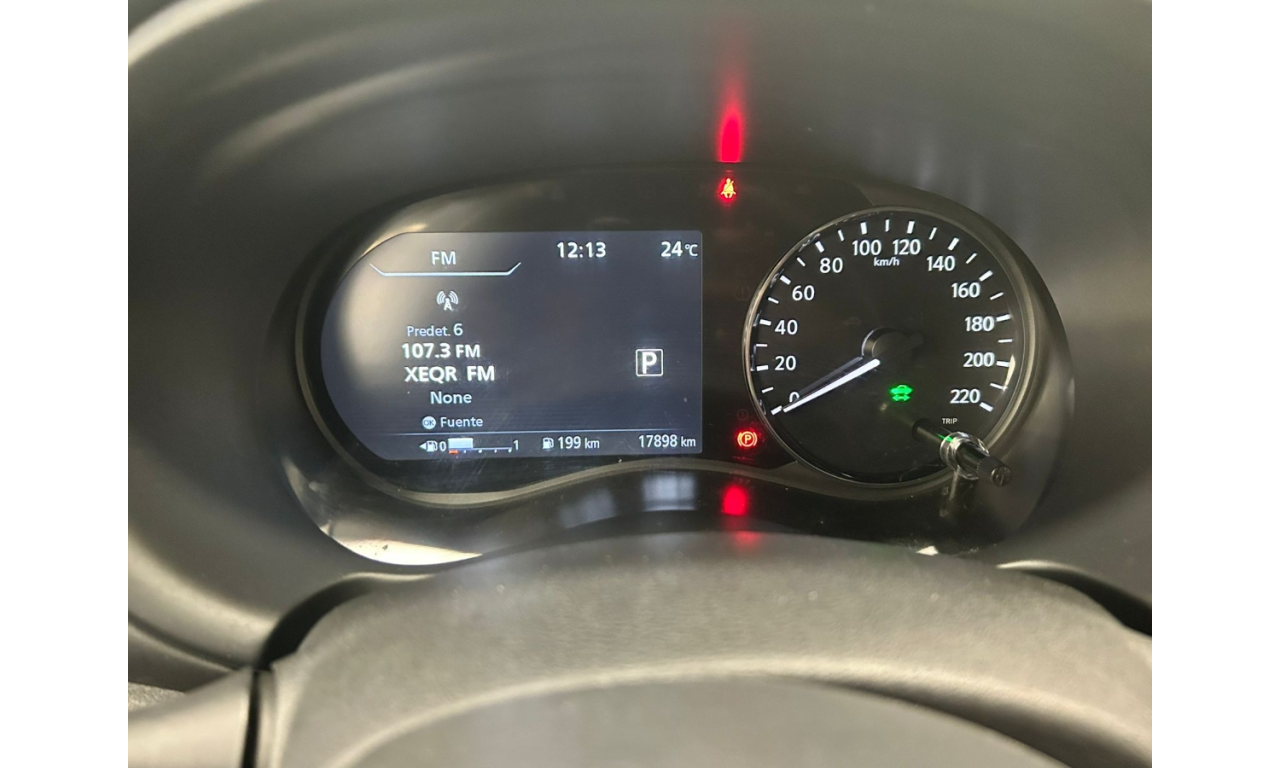 FM
12:13
24°C
Predet. 6
107.3 FM
XEQR FM
None
OK Fuente
0 1
199 km
17898 km
P
(P)
0
20
40
60
80
100
120
140
160
180
200
220
km/h
TRIP